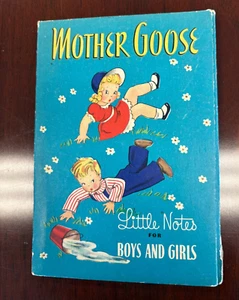 MOTHER GOOSE
Little Notes
FOR
BOYS AND GIRLS